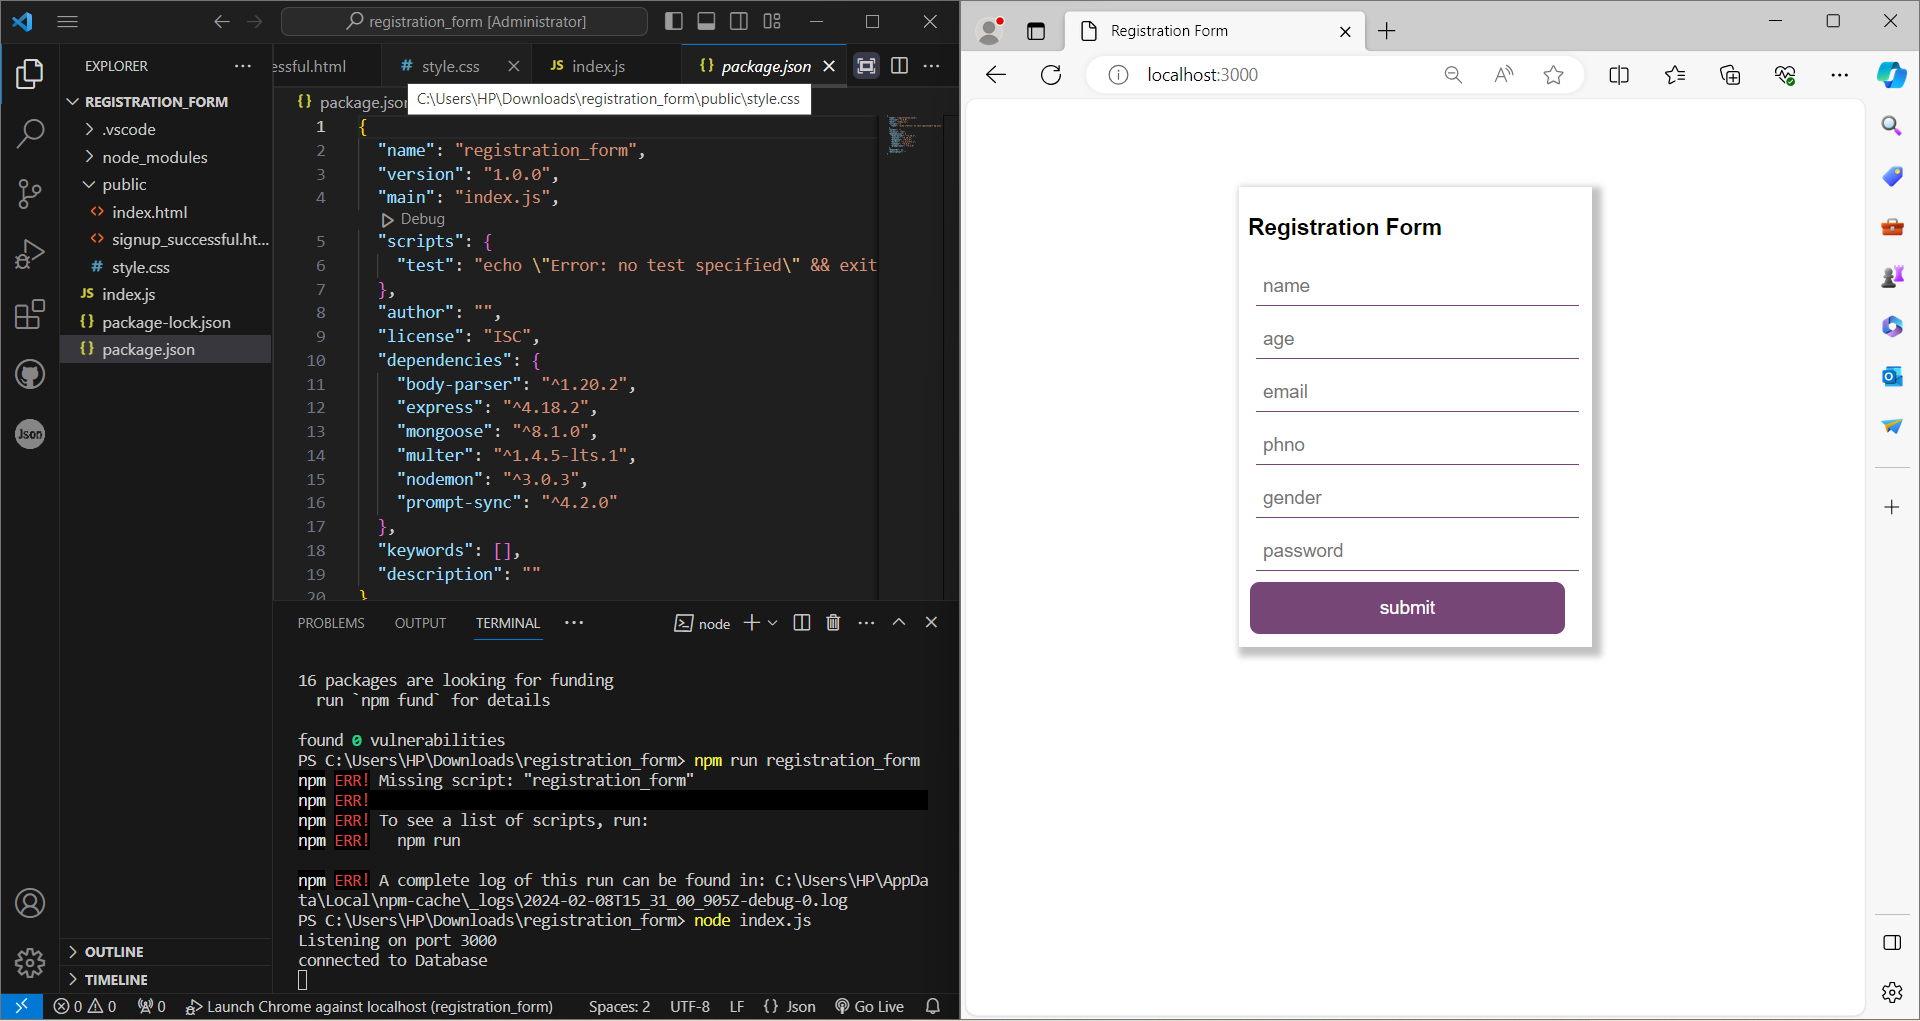 registration_form [Administrator]
EXPLORER
REGISTRATION_FORM
.vscode
node_modules
public
index.html
signup_successful.ht...
style.css
index.js
package-lock.json
package.json
OUTLINE
TIMELINE
essful.html
# style.css
JS index.js
{} package.json
{} package.json
C:\Users\HP\Downloads\registration_form\public\style.css
1 {
2 "name": "registration_form",
3 "version": "1.0.0",
4 "main": "index.js",
Debug
5 "scripts": {
6 "test": "echo \"Error: no test specified\" && exit
7 },
8 "author": "",
9 "license": "ISC",
10 "dependencies": {
11 "body-parser": "^1.20.2",
12 "express": "^4.18.2",
13 "mongoose": "^8.1.0",
14 "multer": "^1.4.5-lts.1",
15 "nodemon": "^3.0.3",
16 "prompt-sync": "^4.2.0"
17 },
18 "keywords": [],
19 "description": ""
20 }
PROBLEMS OUTPUT TERMINAL
node
16 packages are looking for funding
run `npm fund` for details
found 0 vulnerabilities
PS C:\Users\HP\Downloads\registration_form> npm run registration_form
npm ERR! Missing script: "registration_form"
npm ERR!
npm ERR! To see a list of scripts, run:
npm ERR! npm run
npm ERR! A complete log of this run can be found in: C:\Users\HP\AppDa
ta\Local\npm-cache\_logs\2024-02-08T15_31_00_905Z-debug-0.log
PS C:\Users\HP\Downloads\registration_form> node index.js
Listening on port 3000
connected to Database
0 0 0 Launch Chrome against localhost (registration_form) Spaces: 2 UTF-8 LF {} Json Go Live
Json
Registration Form
localhost:3000
Registration Form
name
age
email
phno
gender
password
submit